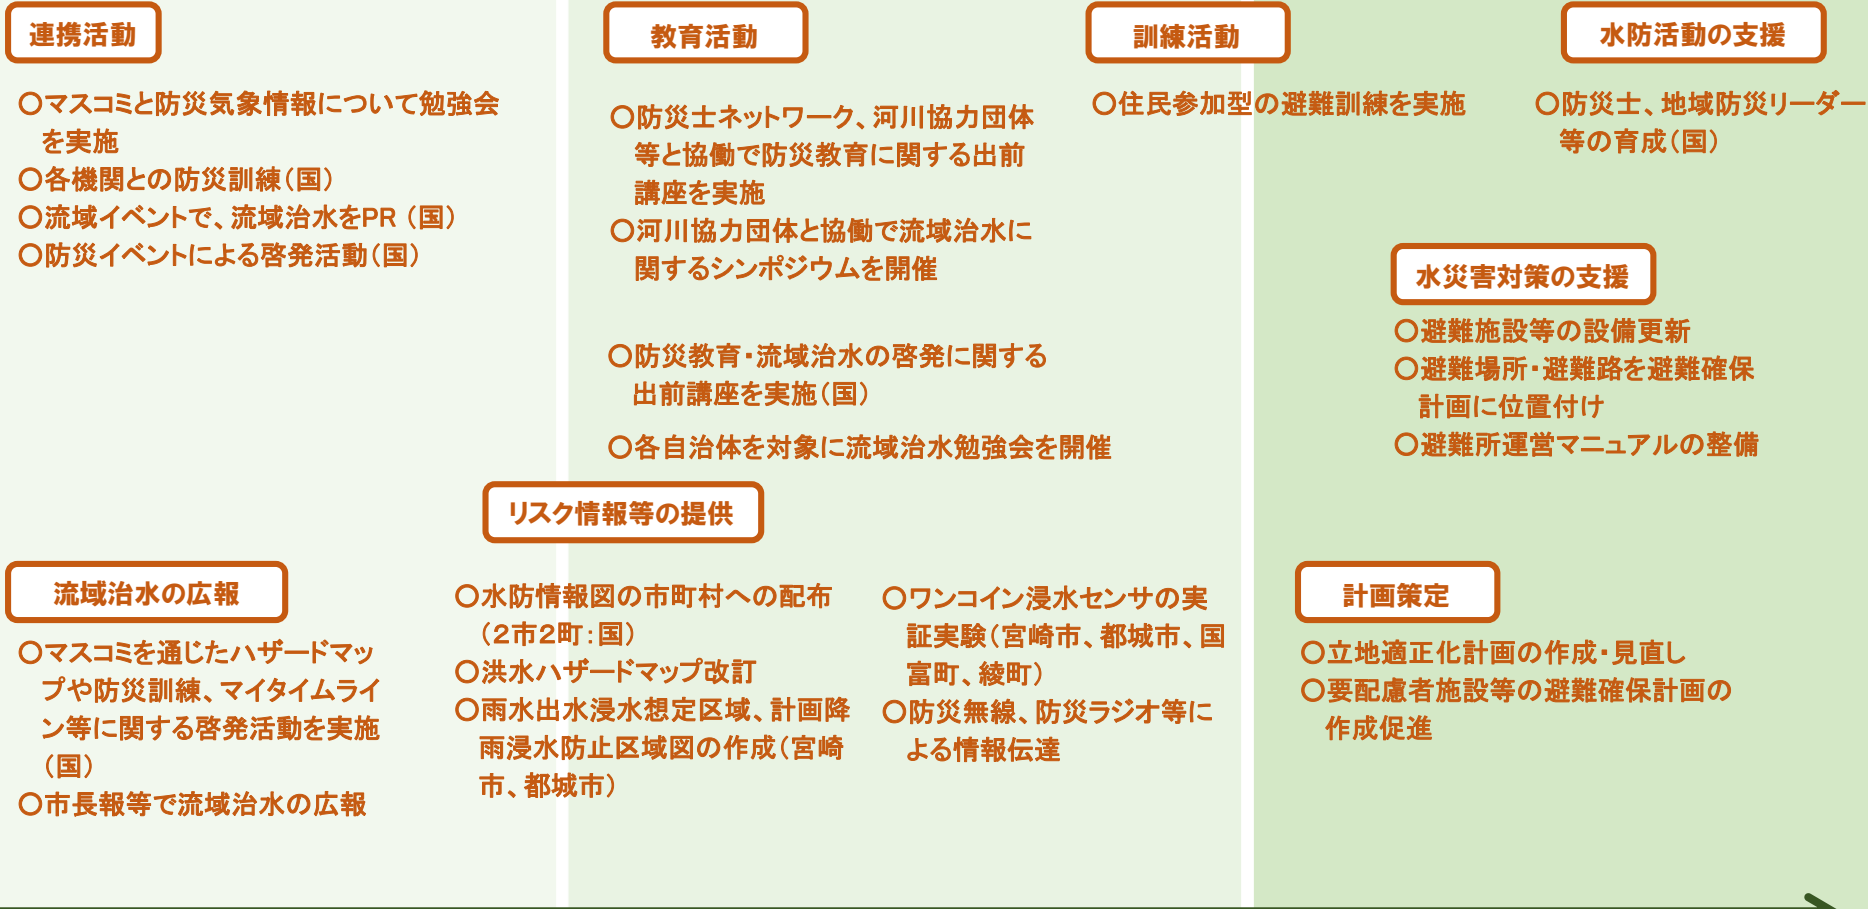 連携活動
○マスコミと防災気象情報について勉強会
を実施
○各機関との防災訓練（国）
○流域イベントで、流域治水をPR （国）
○防災イベントによる啓発活動（国）
教育活動
○防災士ネットワーク、河川協力団体
等と協働で防災教育に関する出前
講座を実施
○河川協力団体と協働で流域治水に
関するシンポジウムを開催
○防災教育・流域治水の啓発に関する
出前講座を実施（国）
○各自治体を対象に流域治水勉強会を開催
訓練活動
○住民参加型の避難訓練を実施
水防活動の支援
○防災士、地域防災リーダー
等の育成（国）
水災害対策の支援
○避難施設等の設備更新
○避難場所・避難路を避難確保
計画に位置付け
○避難所運営マニュアルの整備
流域治水の広報
○マスコミを通じたハザードマッ
プや防災訓練、マイタイムライ
ン等に関する啓発活動を実施
（国）
○市長報等で流域治水の広報
リスク情報等の提供
○水防情報図の市町村への配布
（２市２町：国）
○洪水ハザードマップ改訂
○雨水出水浸水想定区域、計画降
雨浸水防止区域図の作成（宮崎
市、都城市）
○ワンコイン浸水センサの実
証実験（宮崎市、都城市、国
富町、綾町）
○防災無線、防災ラジオ等に
よる情報伝達
計画策定
○立地適正化計画の作成・見直し
○要配慮者施設等の避難確保計画の
作成促進